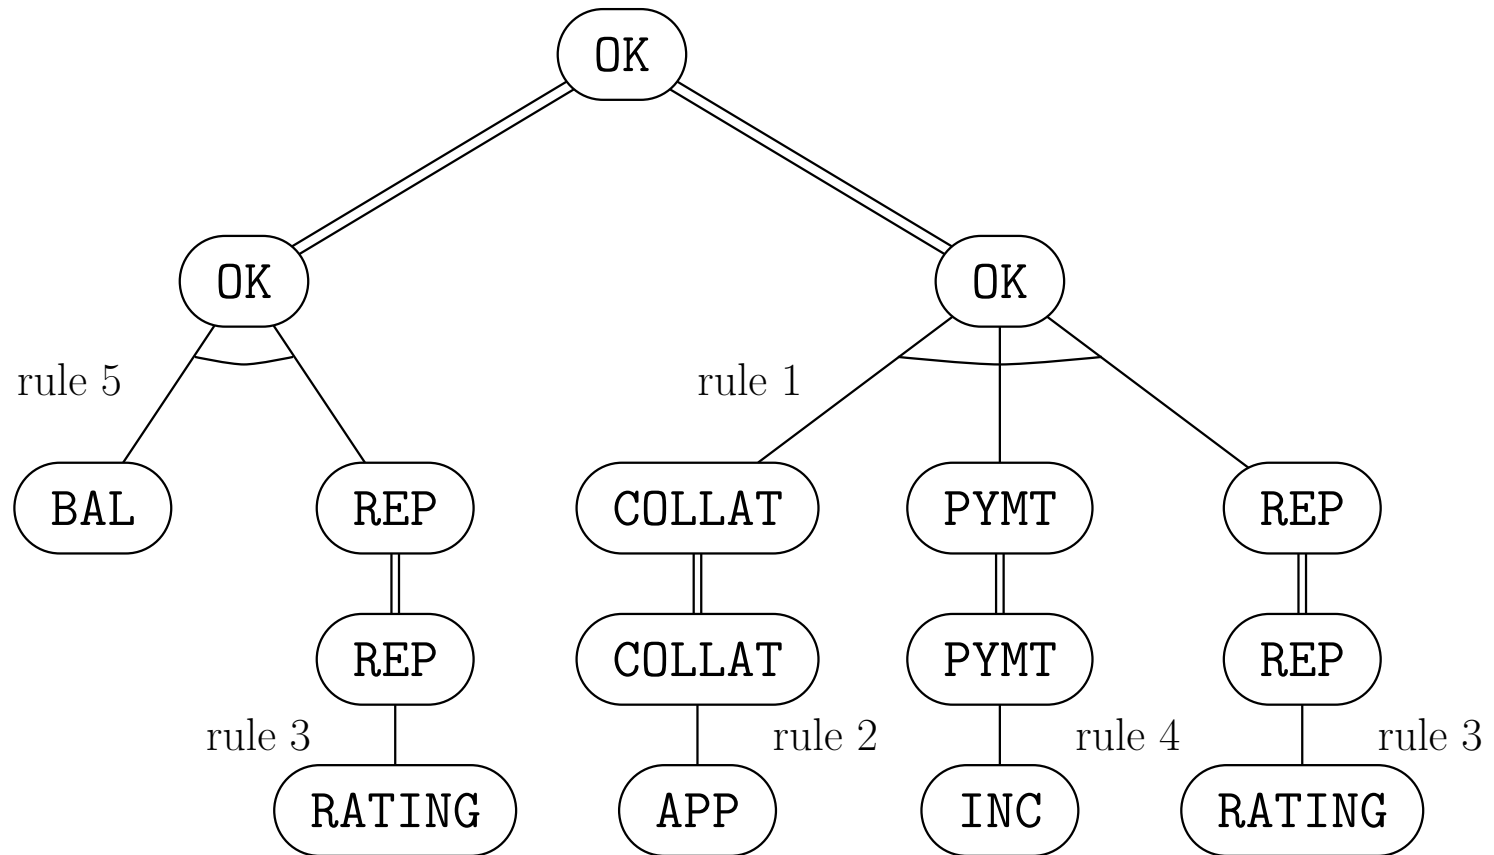 OK
OK OK
rule 5 rule 1
BAL REP COLLAT PYMT REP
REP COLLAT PYMT REP
rule 3 rule 2 rule 4 rule 3
RATING APP INC RATING